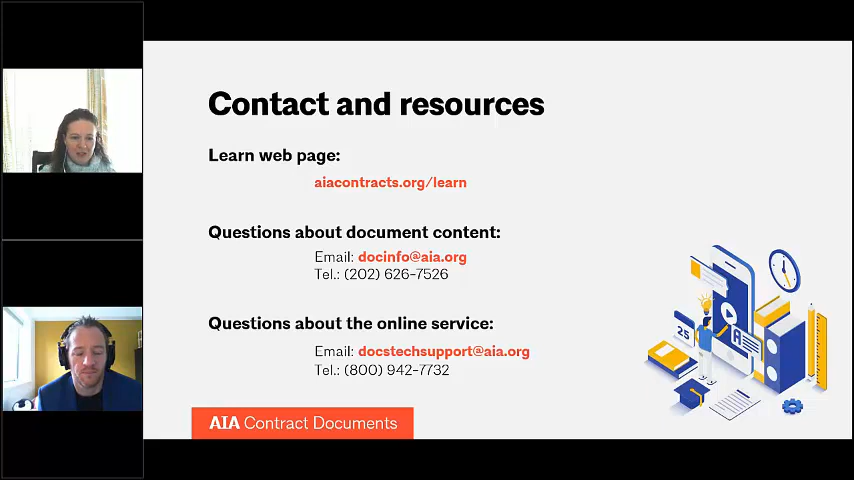 Contact and resources
Learn web page:
aiacontracts.org/learn
Questions about document content:
Email: docinfo@aia.org
Tel.: (202) 626-7526
Questions about the online service:
Email: docstechsupport@aia.org
Tel.: (800) 942-7732
AIA Contract Documents
25
A